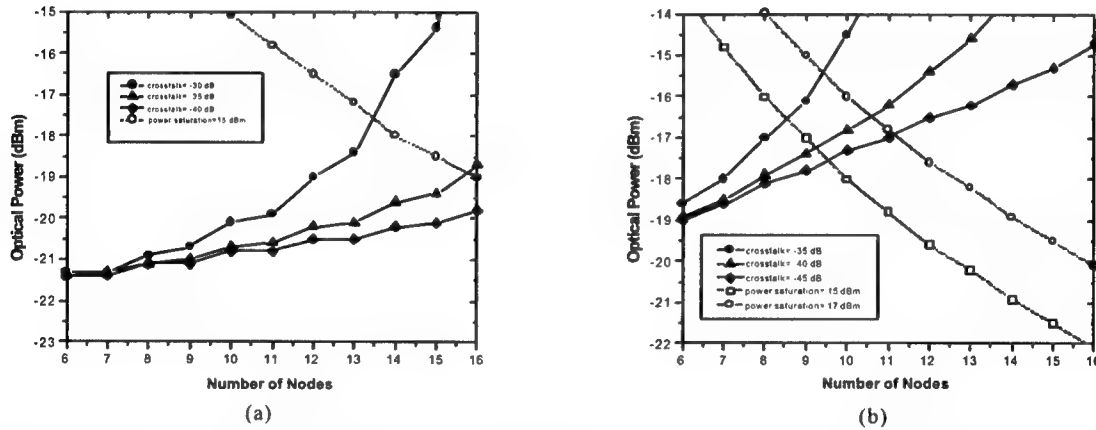 -15
-16
-17
-18
-19
-20
-21
-22
-23
Optical Power (dBm)
crosstalk= -30 dB
crosstalk= -35 dB
crosstalk= -40 dB
power saturation=15 dBm
6 7 8 9 10 11 12 13 14 15 16
Number of Nodes
(a)
-14
-15
-16
-17
-18
-19
-20
-21
-22
Optical Power (dBm)
crosstalk= -35 dB
crosstalk= -40 dB
crosstalk= -45 dB
power saturation= 15 dBm
power saturation= 17 dBm
6 7 8 9 10 11 12 13 14 15 16
Number of Nodes
(b)